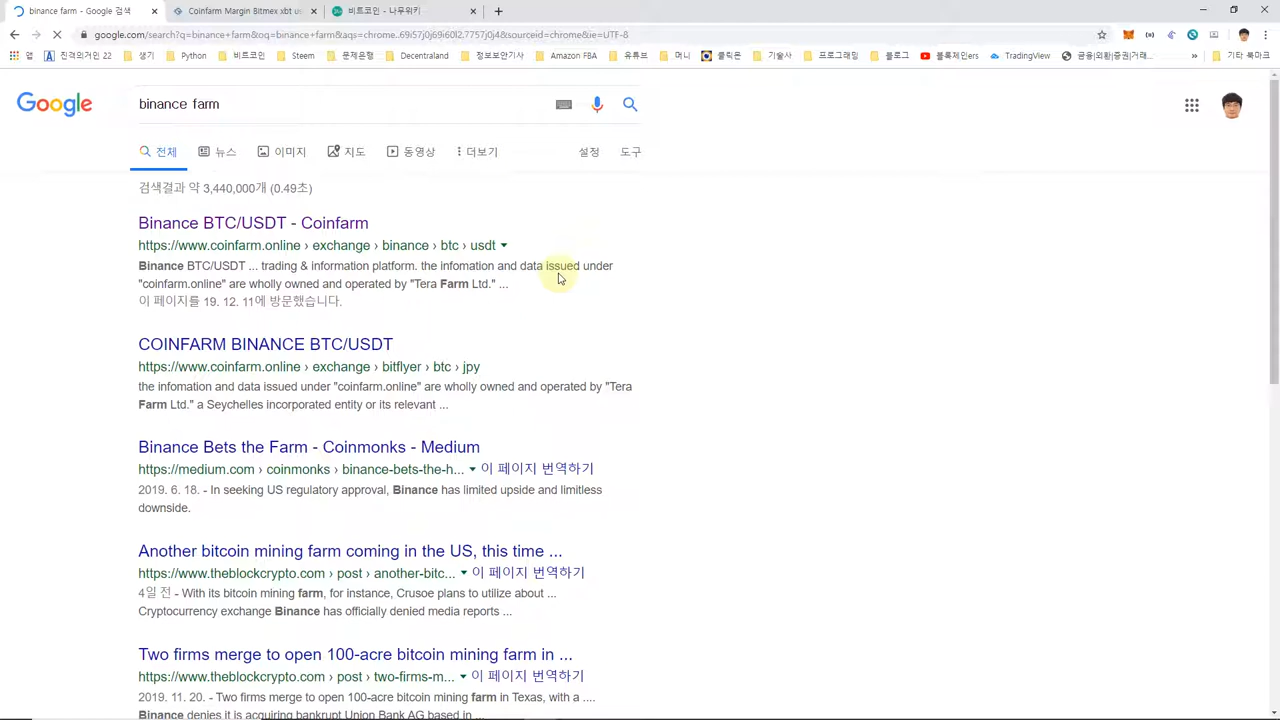 binance farm - Google 검색
Coinfarm Margin Bitmex xbt us
비트코인 - 나무위키
google.com/search?q=binance+farm&oq=binance+farm&aqs=chrome..69i57j0l69i60l2.7757j0j4&sourceid=chrome&ie=UTF-8
앱
진격의거인 22
생기
Python
비트코인
Steem
문제은행
Decentraland
정보보안기사
Amazon FBA
유튜브
머니
클릭몬
기술사
프로그래밍
블로그
블록체인ers
TradingView
금융|외환|증권|거래...
»
기타 북마크
Google
binance farm
전체
뉴스
이미지
지도
동영상
더보기
설정
도구
검색결과 약 3,440,000개 (0.49초)
Binance BTC/USDT - Coinfarm
https://www.coinfarm.online › exchange › binance › btc › usdt
Binance BTC/USDT ... trading & information platform. the infomation and data issued under
"coinfarm.online" are wholly owned and operated by "Tera Farm Ltd." ...
이 페이지를 19. 12. 11에 방문했습니다.
COINFARM BINANCE BTC/USDT
https://www.coinfarm.online › exchange › bitflyer › btc › jpy
the infomation and data issued under "coinfarm.online" are wholly owned and operated by "Tera
Farm Ltd." a Seychelles incorporated entity or its relevant ...
Binance Bets the Farm - Coinmonks - Medium
https://medium.com › coinmonks › binance-bets-the-h... 이 페이지 번역하기
2019. 6. 18. - In seeking US regulatory approval, Binance has limited upside and limitless
downside.
Another bitcoin mining farm coming in the US, this time ...
https://www.theblockcrypto.com › post › another-bitc... 이 페이지 번역하기
4일 전 - With its bitcoin mining farm, for instance, Crusoe plans to utilize about ...
Cryptocurrency exchange Binance has officially denied media reports ...
Two firms merge to open 100-acre bitcoin mining farm in ...
https://www.theblockcrypto.com › post › two-firms-m... 이 페이지 번역하기
2019. 11. 20. - Two firms merge to open 100-acre bitcoin mining farm in Texas, with a ....
Binance denies it is acquiring bankrupt Union Bank AG based in ...